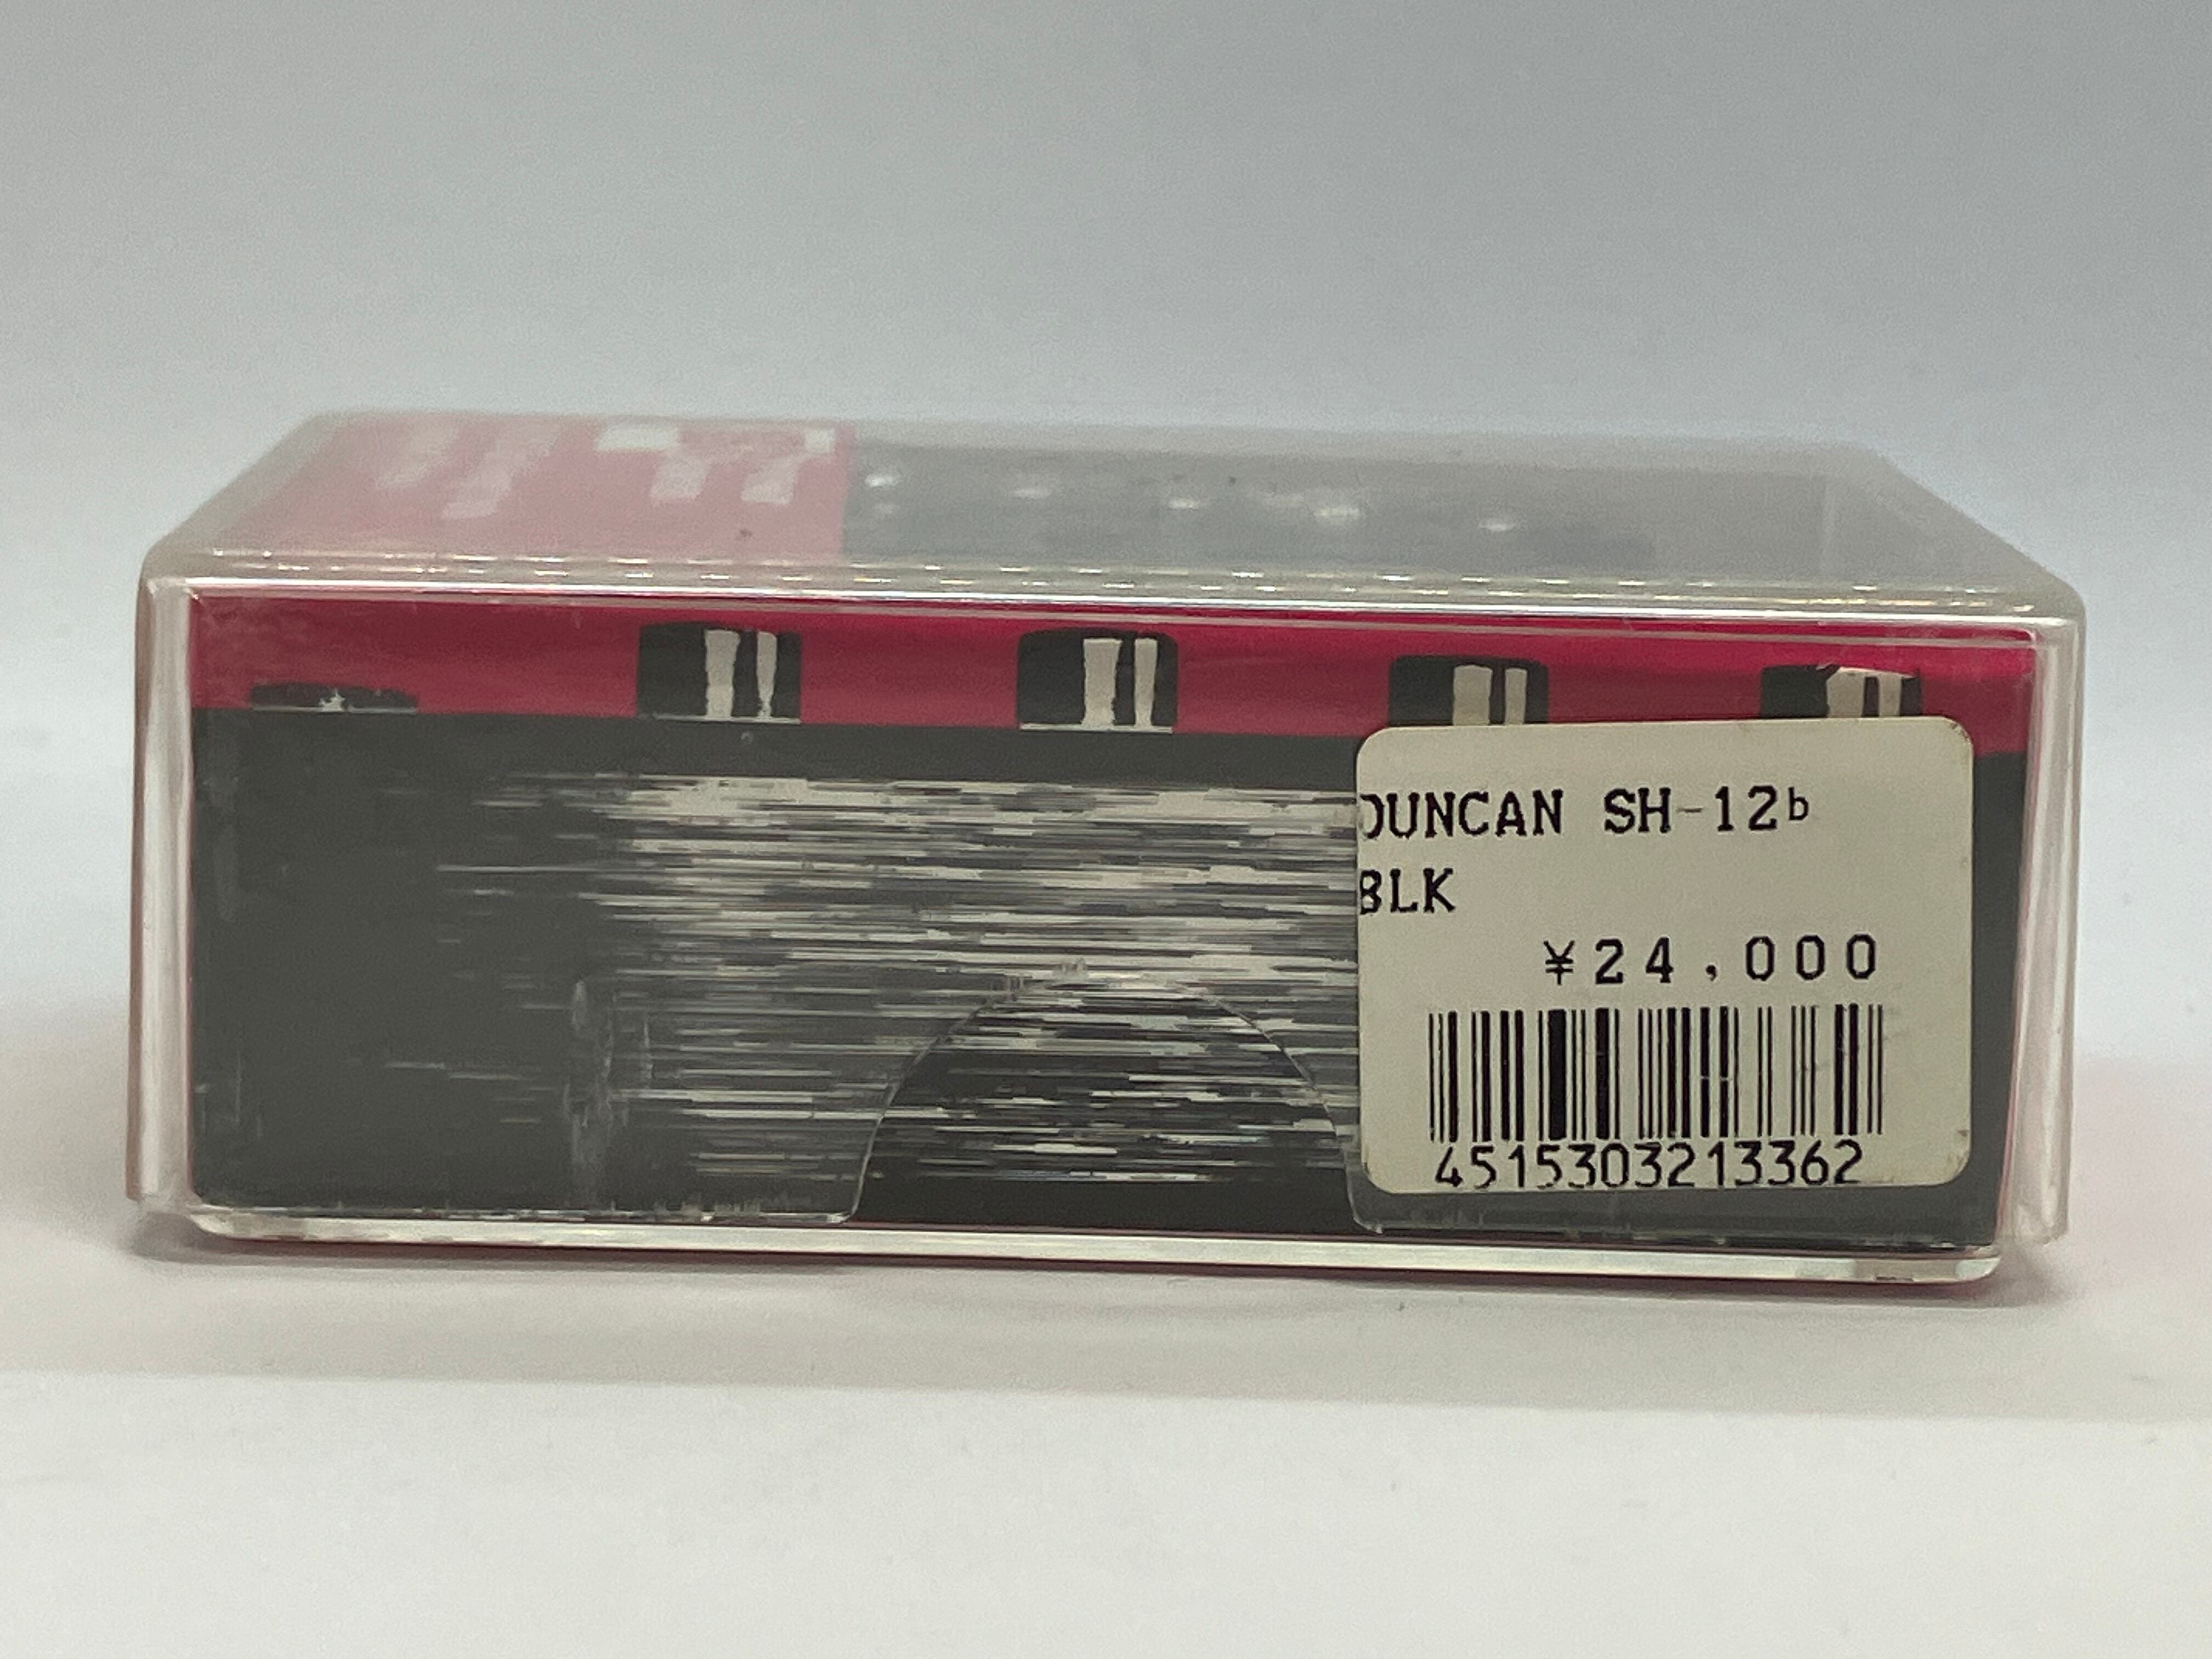 DUNCAN SH-12b
BLK
¥24,000
4515303213362